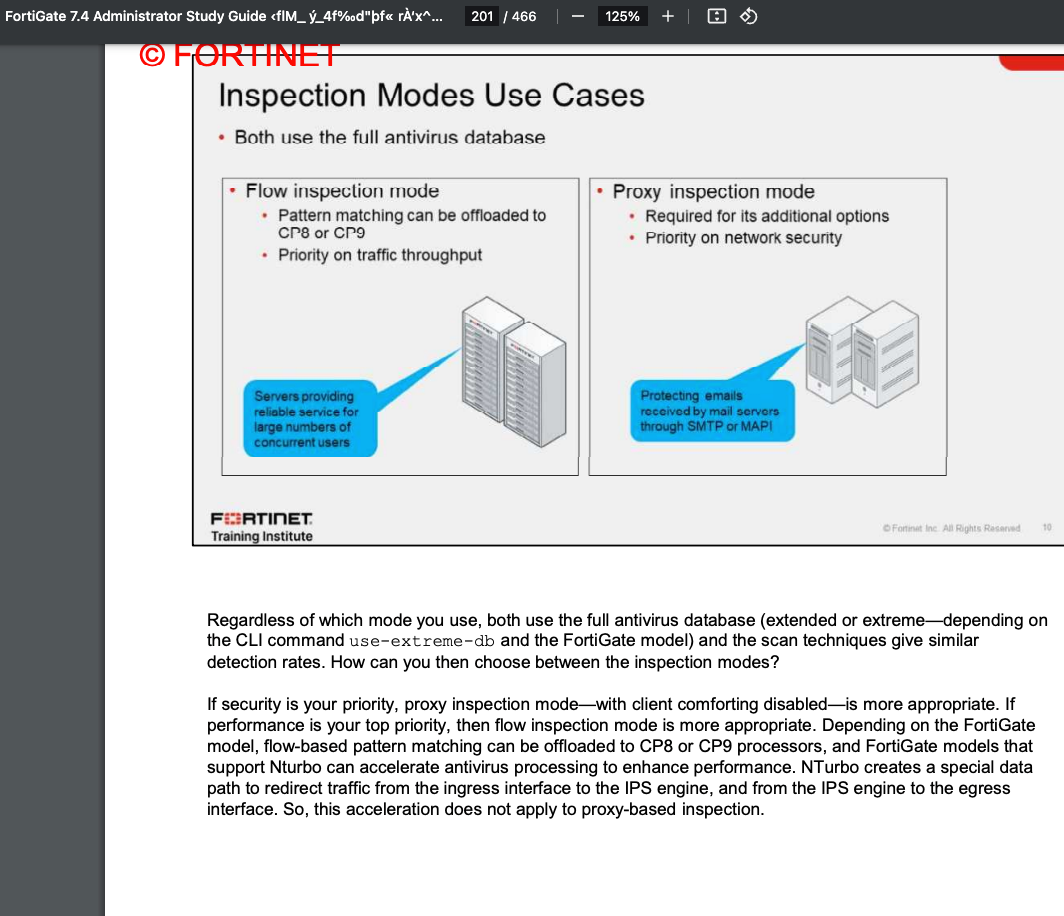 FortiGate 7.4 Administrator Study Guide
201 / 466
125%
© FORTINET
Inspection Modes Use Cases
• Both use the full antivirus database
• Flow inspection mode
• Pattern matching can be offloaded to
CP8 or CP9
• Priority on traffic throughput
Servers providing
reliable service for
large numbers of
concurrent users
• Proxy inspection mode
• Required for its additional options
• Priority on network security
Protecting emails
received by mail servers
through SMTP or MAPI
FORTINET
Training Institute
© Fortinet Inc. All Rights Reserved.
10
Regardless of which mode you use, both use the full antivirus database (extended or extreme—depending on
the CLI command use-extreme-db and the FortiGate model) and the scan techniques give similar
detection rates. How can you then choose between the inspection modes?
If security is your priority, proxy inspection mode—with client comforting disabled—is more appropriate. If
performance is your top priority, then flow inspection mode is more appropriate. Depending on the FortiGate
model, flow-based pattern matching can be offloaded to CP8 or CP9 processors, and FortiGate models that
support Nturbo can accelerate antivirus processing to enhance performance. NTurbo creates a special data
path to redirect traffic from the ingress interface to the IPS engine, and from the IPS engine to the egress
interface. So, this acceleration does not apply to proxy-based inspection.